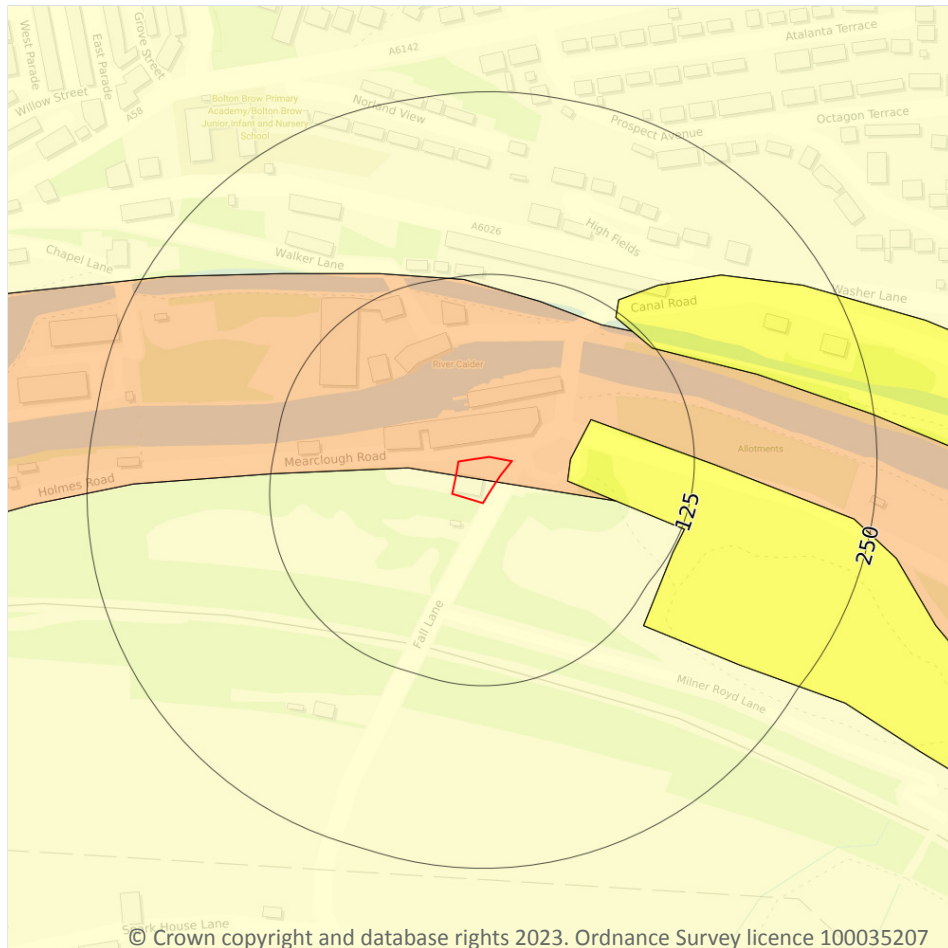 West Parade
East Parade
Grove Street
A6142
Atalanta Terrace
Willow Street
A58
Bolton Brow Primary
Academy/Bolton Brow
Junior,Infant and Nursery
School
Norland View
Prospect Avenue
Octagon Terrace
A6026
High Fields
Chapel Lane
Walker Lane
Washer Lane
Canal Road
River Calder
Mearclough Road
Holmes Road
Allotments
125
250
Fall Lane
Milner Royd Lane
Spark House Lane
© Crown copyright and database rights 2023. Ordnance Survey licence 100035207